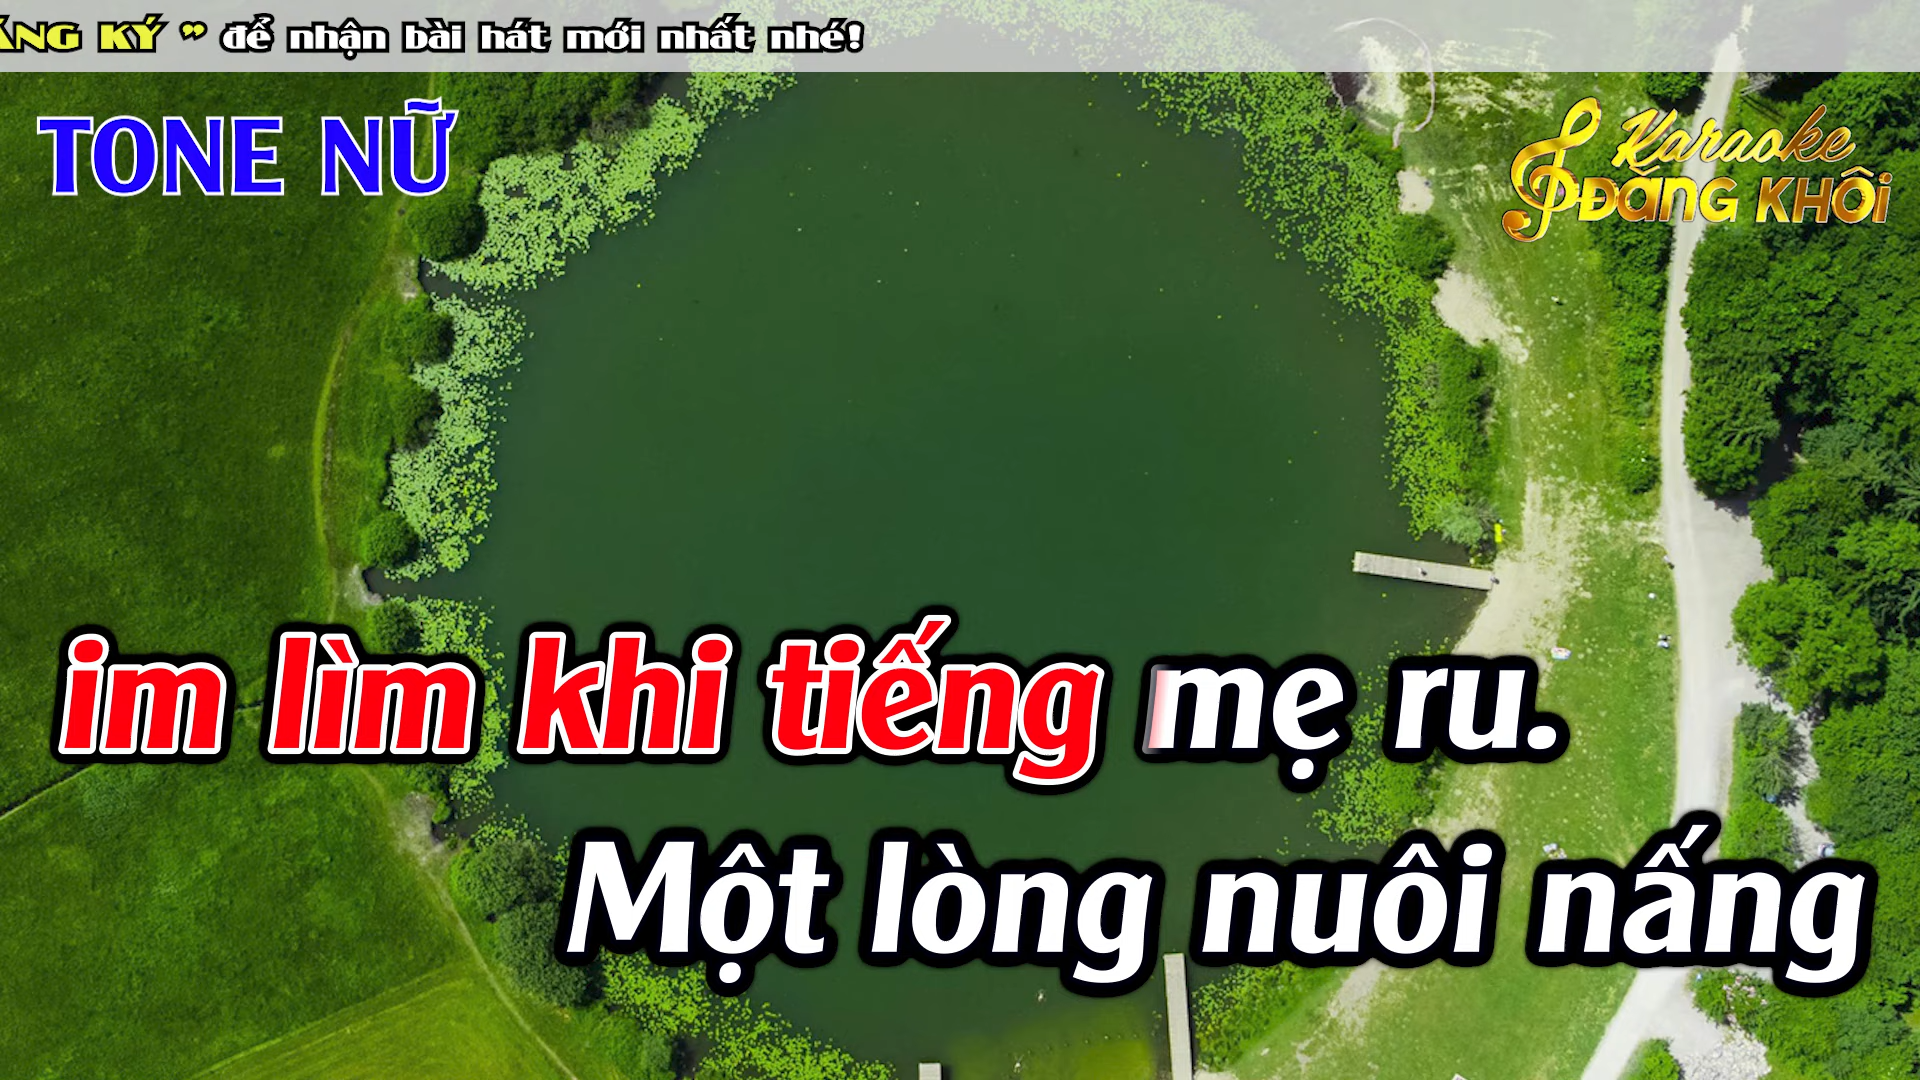 ĂNG KÝ " để nhận bài hát mới nhất nhé!
TONE NỮ
Karaoke
ĐĂNG KHÔI
im lìm khi tiếng mẹ ru.
Một lòng nuôi nấng